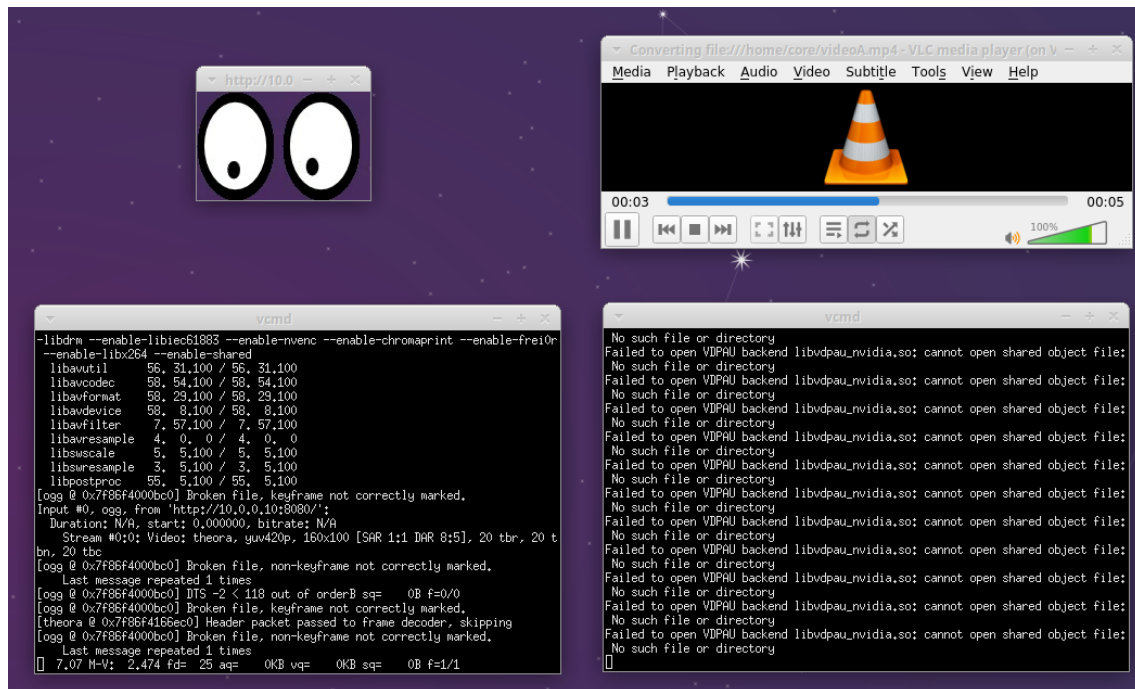 http://10.0
Converting file:///home/core/videoA.mp4 - VLC media player (on V
Media Playback Audio Video Subtitle Tools View Help
00:03 00:05
100%
vcmd
-libdrm --enable-libiec61883 --enable-nvenc --enable-chromaprint --enable-frei0r
--enable-libx264 --enable-shared
libavutil 56. 31.100 / 56. 31.100
libavcodec 58. 54.100 / 58. 54.100
libavformat 58. 29.100 / 58. 29.100
libavdevice 58. 8.100 / 58. 8.100
libavfilter 7. 57.100 / 7. 57.100
libavresample 4. 0. 0 / 4. 0. 0
libswscale 5. 5.100 / 5. 5.100
libswresample 3. 5.100 / 3. 5.100
libpostproc 55. 5.100 / 55. 5.100
[ogg @ 0x7f86f4000bc0] Broken file, keyframe not correctly marked.
Input #0, ogg, from 'http://10.0.0.10:8080/':
Duration: N/A, start: 0.000000, bitrate: N/A
Stream #0:0: Video: theora, yuv420p, 160x100 [SAR 1:1 DAR 8:5], 20 tbr, 20 t
bn, 20 tbc
[ogg @ 0x7f86f4000bc0] Broken file, non-keyframe not correctly marked.
Last message repeated 1 times
[ogg @ 0x7f86f4000bc0] DTS -2 < 118 out of orderB sq= 0B f=0/0
[ogg @ 0x7f86f4000bc0] Broken file, keyframe not correctly marked.
[theora @ 0x7f86f4166ec0] Header packet passed to frame decoder, skipping
[ogg @ 0x7f86f4000bc0] Broken file, non-keyframe not correctly marked.
Last message repeated 1 times
7.07 M-V: 2.474 fd= 25 aq= 0KB vq= 0KB sq= 0B f=1/1
vcmd
No such file or directory
Failed to open VDPAU backend libvdpau_nvidia.so: cannot open shared object file:
No such file or directory
Failed to open VDPAU backend libvdpau_nvidia.so: cannot open shared object file:
No such file or directory
Failed to open VDPAU backend libvdpau_nvidia.so: cannot open shared object file:
No such file or directory
Failed to open VDPAU backend libvdpau_nvidia.so: cannot open shared object file:
No such file or directory
Failed to open VDPAU backend libvdpau_nvidia.so: cannot open shared object file:
No such file or directory
Failed to open VDPAU backend libvdpau_nvidia.so: cannot open shared object file:
No such file or directory
Failed to open VDPAU backend libvdpau_nvidia.so: cannot open shared object file:
No such file or directory
Failed to open VDPAU backend libvdpau_nvidia.so: cannot open shared object file:
No such file or directory
Failed to open VDPAU backend libvdpau_nvidia.so: cannot open shared object file:
No such file or directory
Failed to open VDPAU backend libvdpau_nvidia.so: cannot open shared object file:
No such file or directory
Failed to open VDPAU backend libvdpau_nvidia.so: cannot open shared object file:
No such file or directory